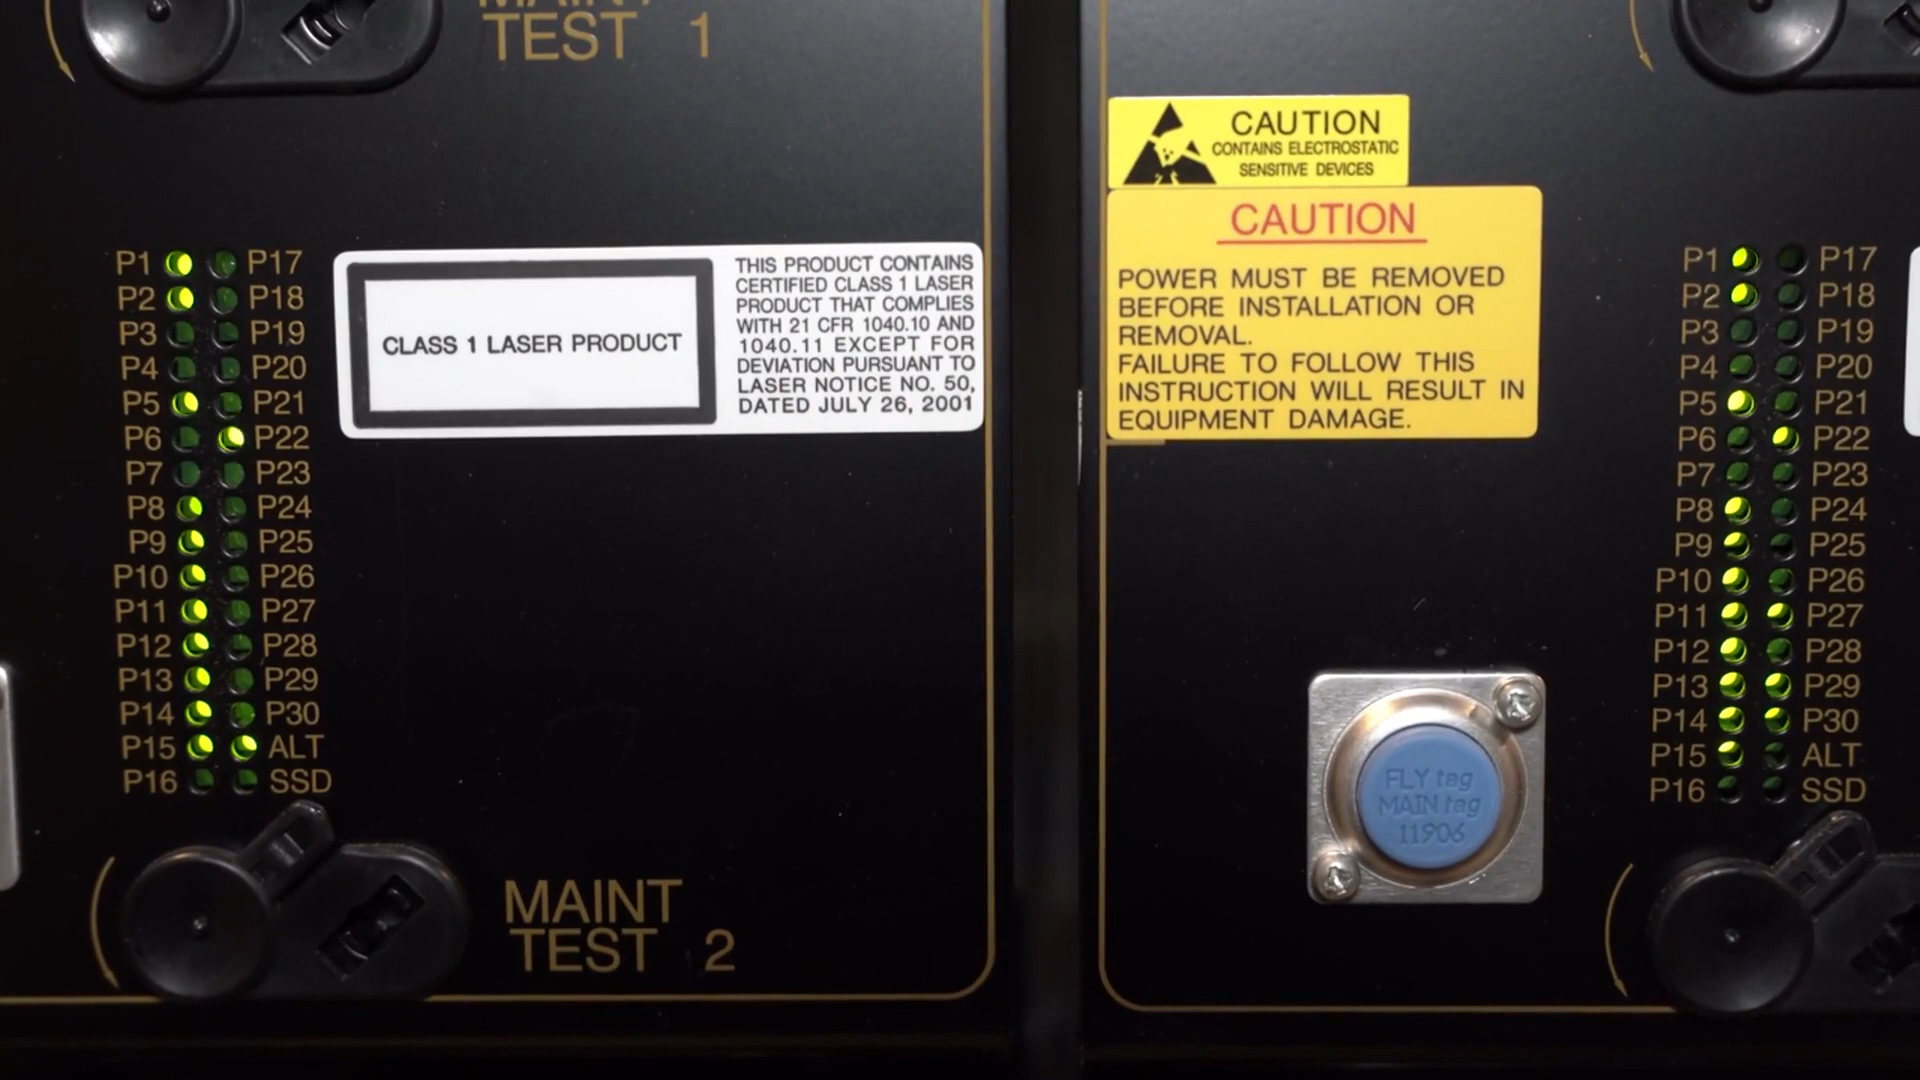 MAINT
TEST 1
P1 P17
P2 P18
P3 P19
P4 P20
P5 P21
P6 P22
P7 P23
P8 P24
P9 P25
P10 P26
P11 P27
P12 P28
P13 P29
P14 P30
P15 ALT
P16 SSD
CLASS 1 LASER PRODUCT
THIS PRODUCT CONTAINS
CERTIFIED CLASS 1 LASER
PRODUCT THAT COMPLIES
WITH 21 CFR 1040.10 AND
1040.11 EXCEPT FOR
DEVIATION PURSUANT TO
LASER NOTICE NO. 50,
DATED JULY 26, 2001
MAINT
TEST 2
CAUTION
CONTAINS ELECTROSTATIC
SENSITIVE DEVICES
CAUTION
POWER MUST BE REMOVED
BEFORE INSTALLATION OR
REMOVAL.
FAILURE TO FOLLOW THIS
INSTRUCTION WILL RESULT IN
EQUIPMENT DAMAGE.
FLY tag
MAIN tag
11906
P1 P17
P2 P18
P3 P19
P4 P20
P5 P21
P6 P22
P7 P23
P8 P24
P9 P25
P10 P26
P11 P27
P12 P28
P13 P29
P14 P30
P15 ALT
P16 SSD